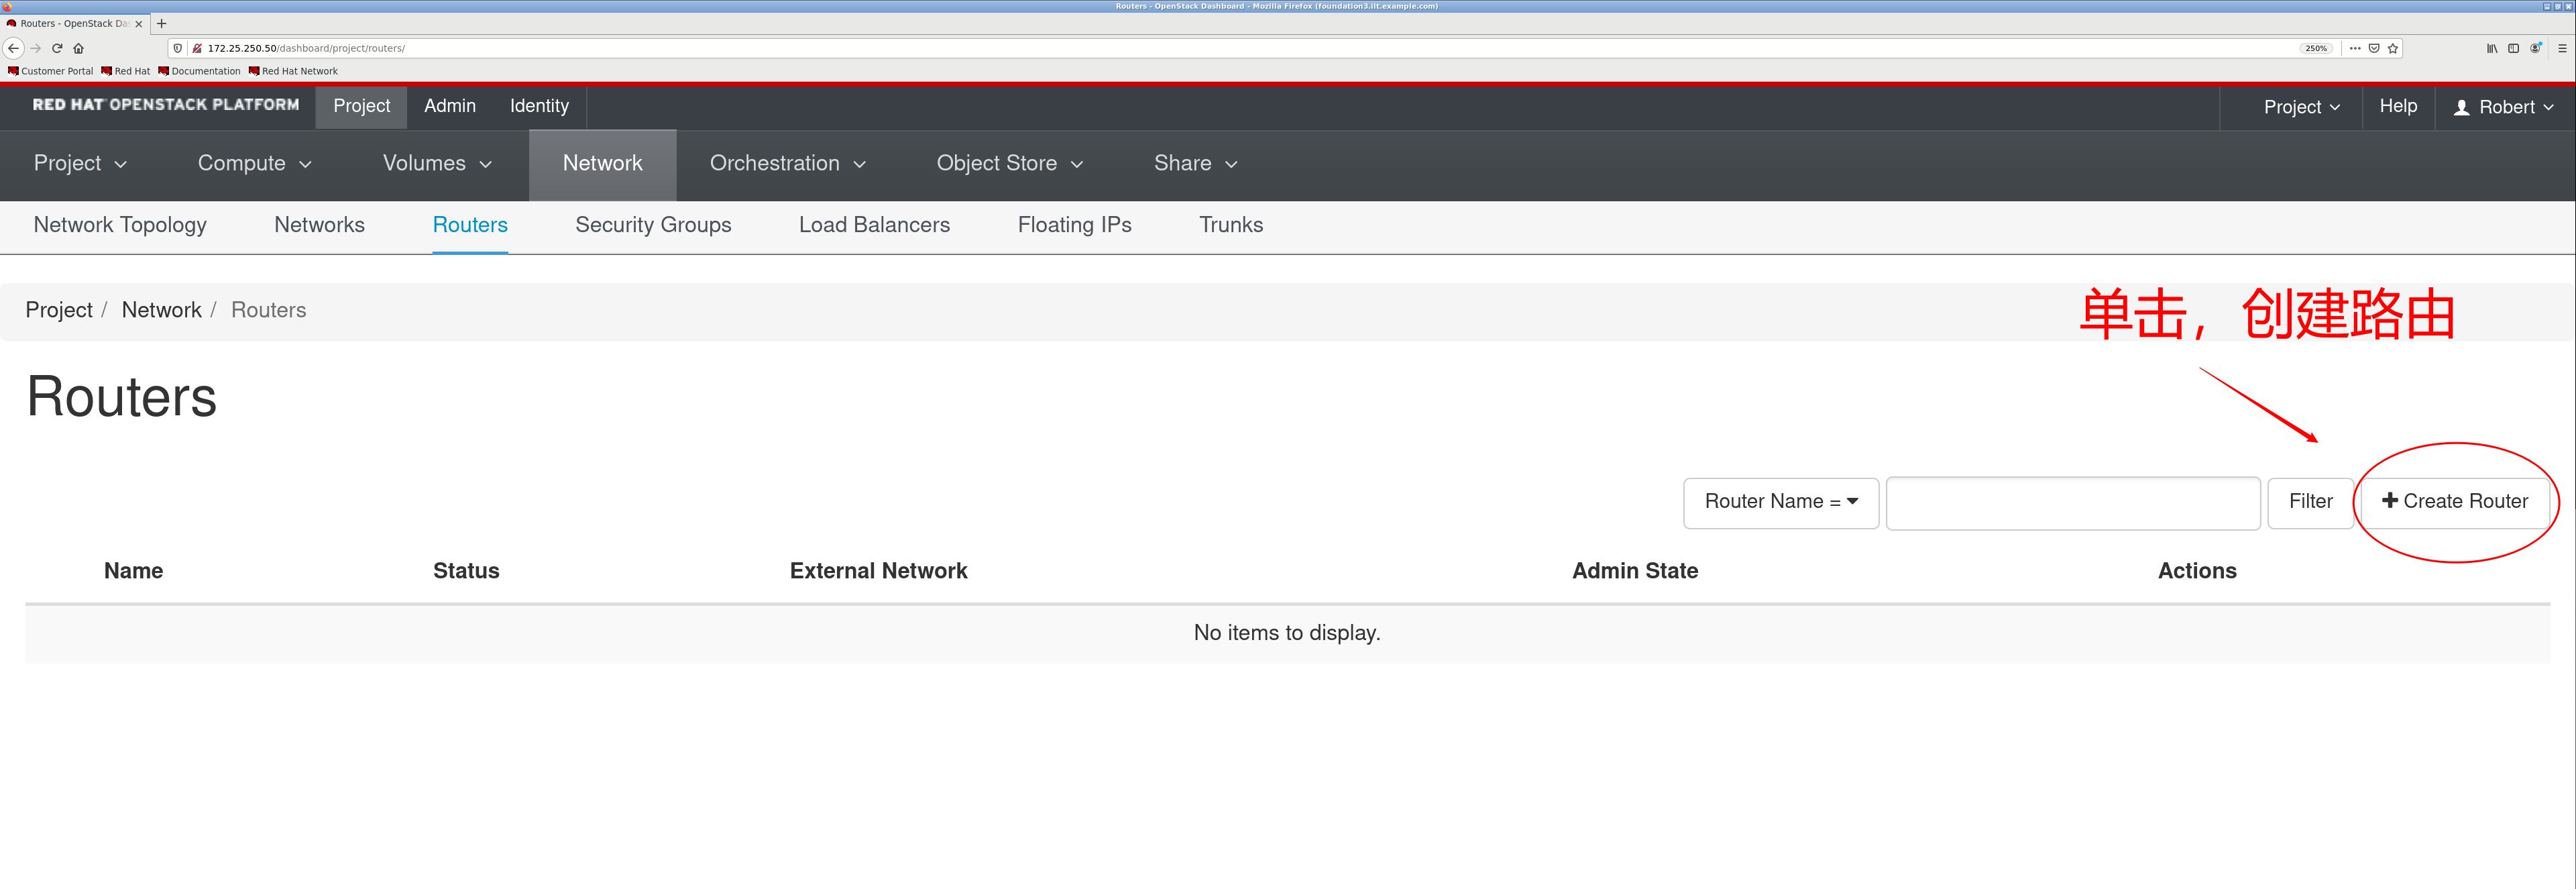 Routers - OpenStack Dashboard - Mozilla Firefox (foundation3.ilt.example.com)
Routers - OpenStack Da
172.25.250.50/dashboard/project/routers/
250%
Customer Portal Red Hat Documentation Red Hat Network
RED HAT OPENSTACK PLATFORM Project Admin Identity Project Help Robert
Project Compute Volumes Network Orchestration Object Store Share
Network Topology Networks Routers Security Groups Load Balancers Floating IPs Trunks
Project / Network / Routers
单击，创建路由
Routers
Router Name = Filter Create Router
Name Status External Network Admin State Actions
No items to display.